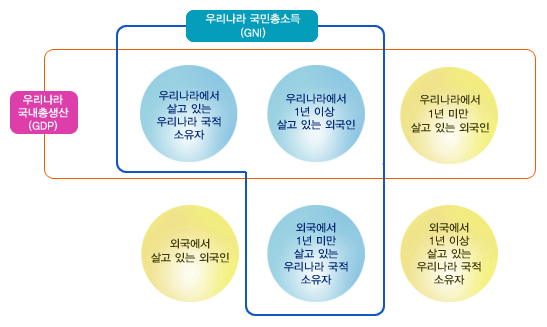 우리나라 국민총소득
(GNI)
우리나라
국내총생산
(GDP)
우리나라에서
살고 있는
우리나라 국적
소유자
우리나라에서
1년 이상
살고 있는 외국인
우리나라에서
1년 미만
살고 있는 외국인
외국에서
살고 있는 외국인
외국에서
1년 미만
살고 있는
우리나라 국적
소유자
외국에서
1년 이상
살고 있는
우리나라 국적
소유자